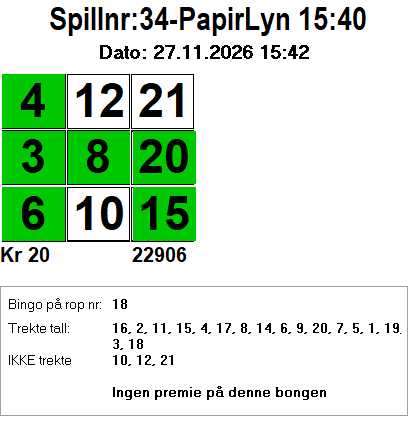 Spillnr:34-PapirLyn 15:40
Dato: 27.11.2026 15:42
4 12 21
3 8 20
6 10 15
Kr 20 22906
Bingo på rop nr: 18
Trekte tall: 16, 2, 11, 15, 4, 17, 8, 14, 6, 9, 20, 7, 5, 1, 19,
3, 18
IKKE trekte 10, 12, 21
Ingen premie på denne bongen